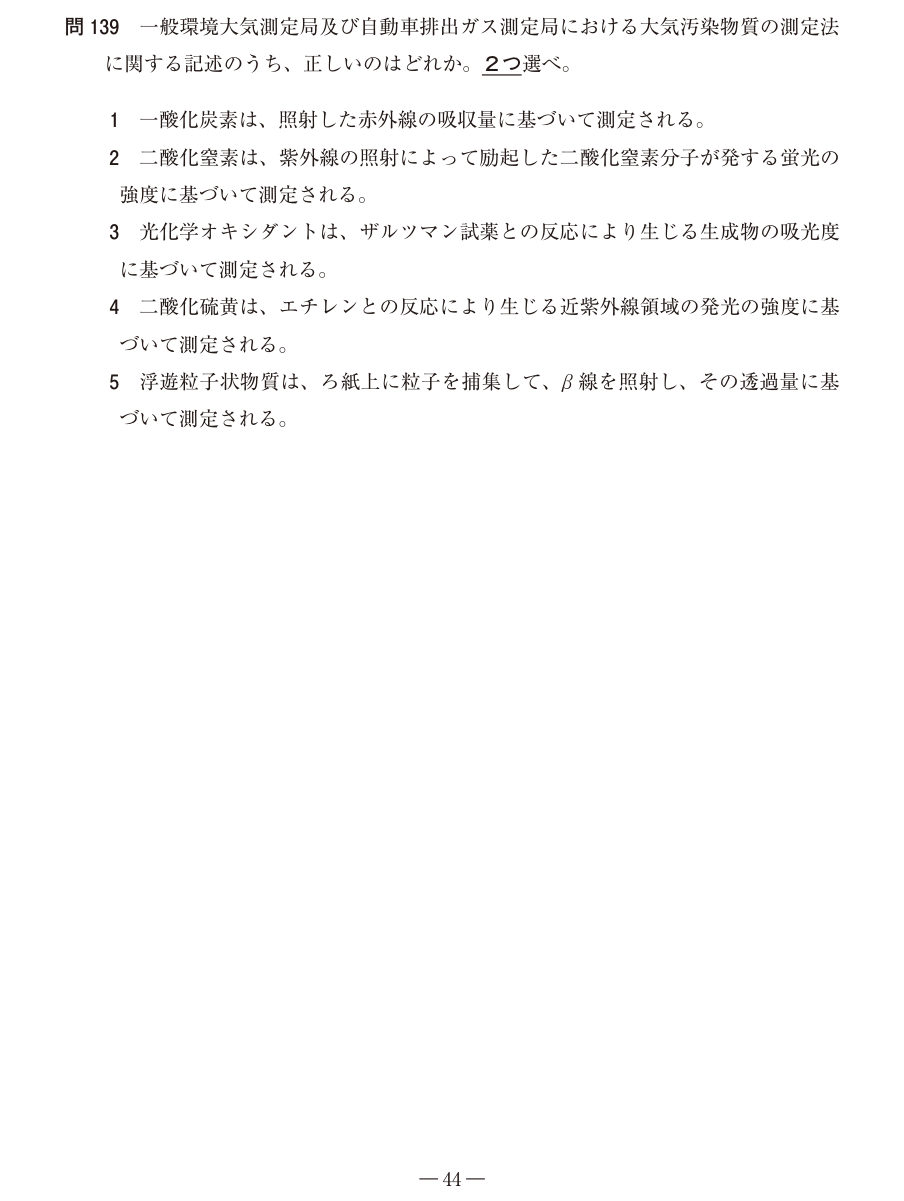 問 139　一般環境大気測定局及び自動車排出ガス測定局における大気汚染物質の測定法
に関する記述のうち、正しいのはどれか。2つ選べ。
1　一酸化炭素は、照射した赤外線の吸収量に基づいて測定される。
2　二酸化窒素は、紫外線の照射によって励起した二酸化窒素分子が発する蛍光の
強度に基づいて測定される。
3　光化学オキシダントは、ザルツマン試薬との反応により生じる生成物の吸光度
に基づいて測定される。
4　二酸化硫黄は、エチレンとの反応により生じる近紫外線領域の発光の強度に基
づいて測定される。
5　浮遊粒子状物質は、ろ紙上に粒子を捕集して、β 線を照射し、その透過量に基
づいて測定される。
― 44 ―